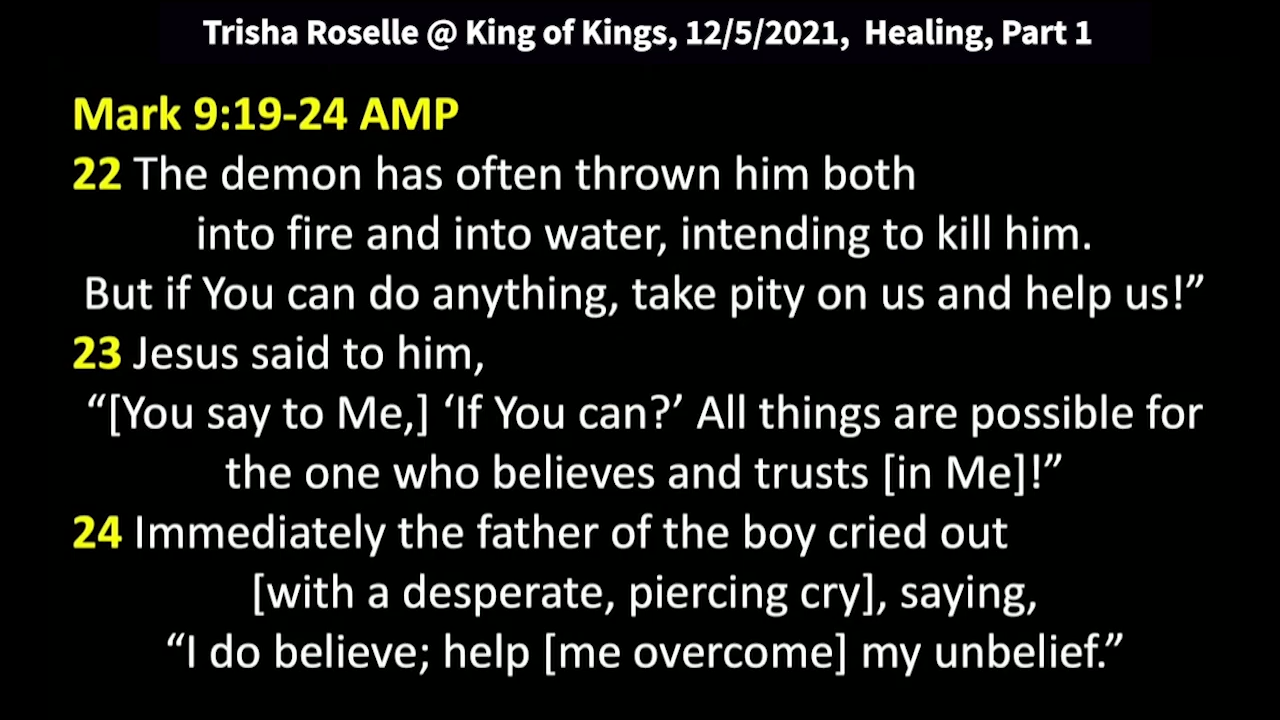 Trisha Roselle @ King of Kings, 12/5/2021, Healing, Part 1
Mark 9:19-24 AMP
22 The demon has often thrown him both
into fire and into water, intending to kill him.
But if You can do anything, take pity on us and help us!”
23 Jesus said to him,
“[You say to Me,] ‘If You can?’ All things are possible for
the one who believes and trusts [in Me]!”
24 Immediately the father of the boy cried out
[with a desperate, piercing cry], saying,
“I do believe; help [me overcome] my unbelief.”